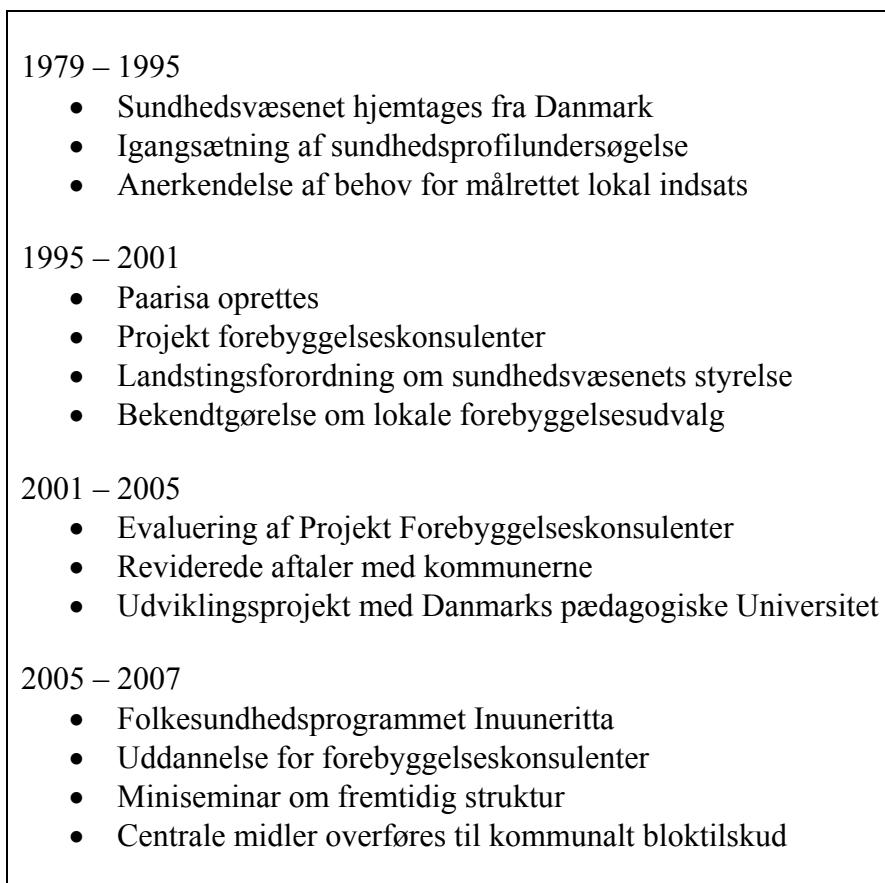 1979 – 1995
• Sundhedsvæsenet hjemtages fra Danmark
• Igangsætning af sundhedsprofilundersøgelse
• Anerkendelse af behov for målrettet lokal indsats
1995 – 2001
• Paarisa oprettes
• Projekt forebyggelseskonsulenter
• Landstingsforordning om sundhedsvæsenets styrelse
• Bekendtgørelse om lokale forebyggelsesudvalg
2001 – 2005
• Evaluering af Projekt Forebyggelseskonsulenter
• Reviderede aftaler med kommunerne
• Udviklingsprojekt med Danmarks pædagogiske Universitet
2005 – 2007
• Folkesundhedsprogrammet Inuuneritta
• Uddannelse for forebyggelseskonsulenter
• Miniseminar om fremtidig struktur
• Centrale midler overføres til kommunalt bloktilskud